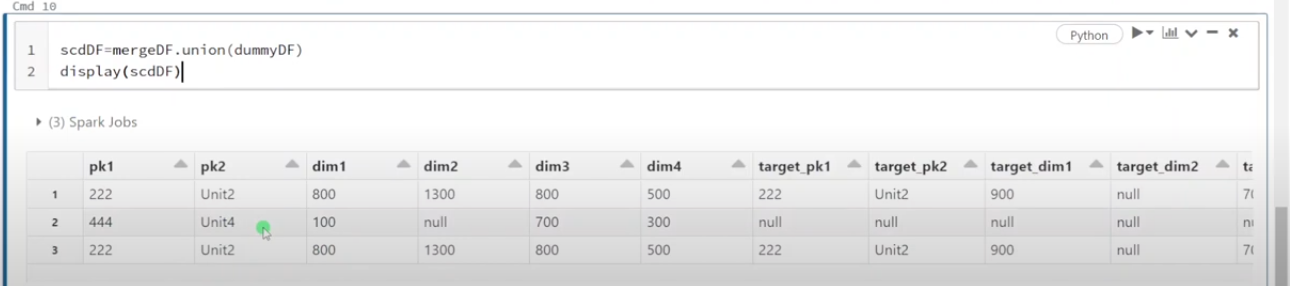 Cmd 10
Python
1 scdDF=mergeDF.union(dummyDF)
2 display(scdDF)
(3) Spark Jobs
pk1 pk2 dim1 dim2 dim3 dim4 target_pk1 target_pk2 target_dim1 target_dim2 ta
1 222 Unit2 800 1300 800 500 222 Unit2 900 null 70
2 444 Unit4 100 null 700 300 null null null null nu
3 222 Unit2 800 1300 800 500 222 Unit2 900 null 70